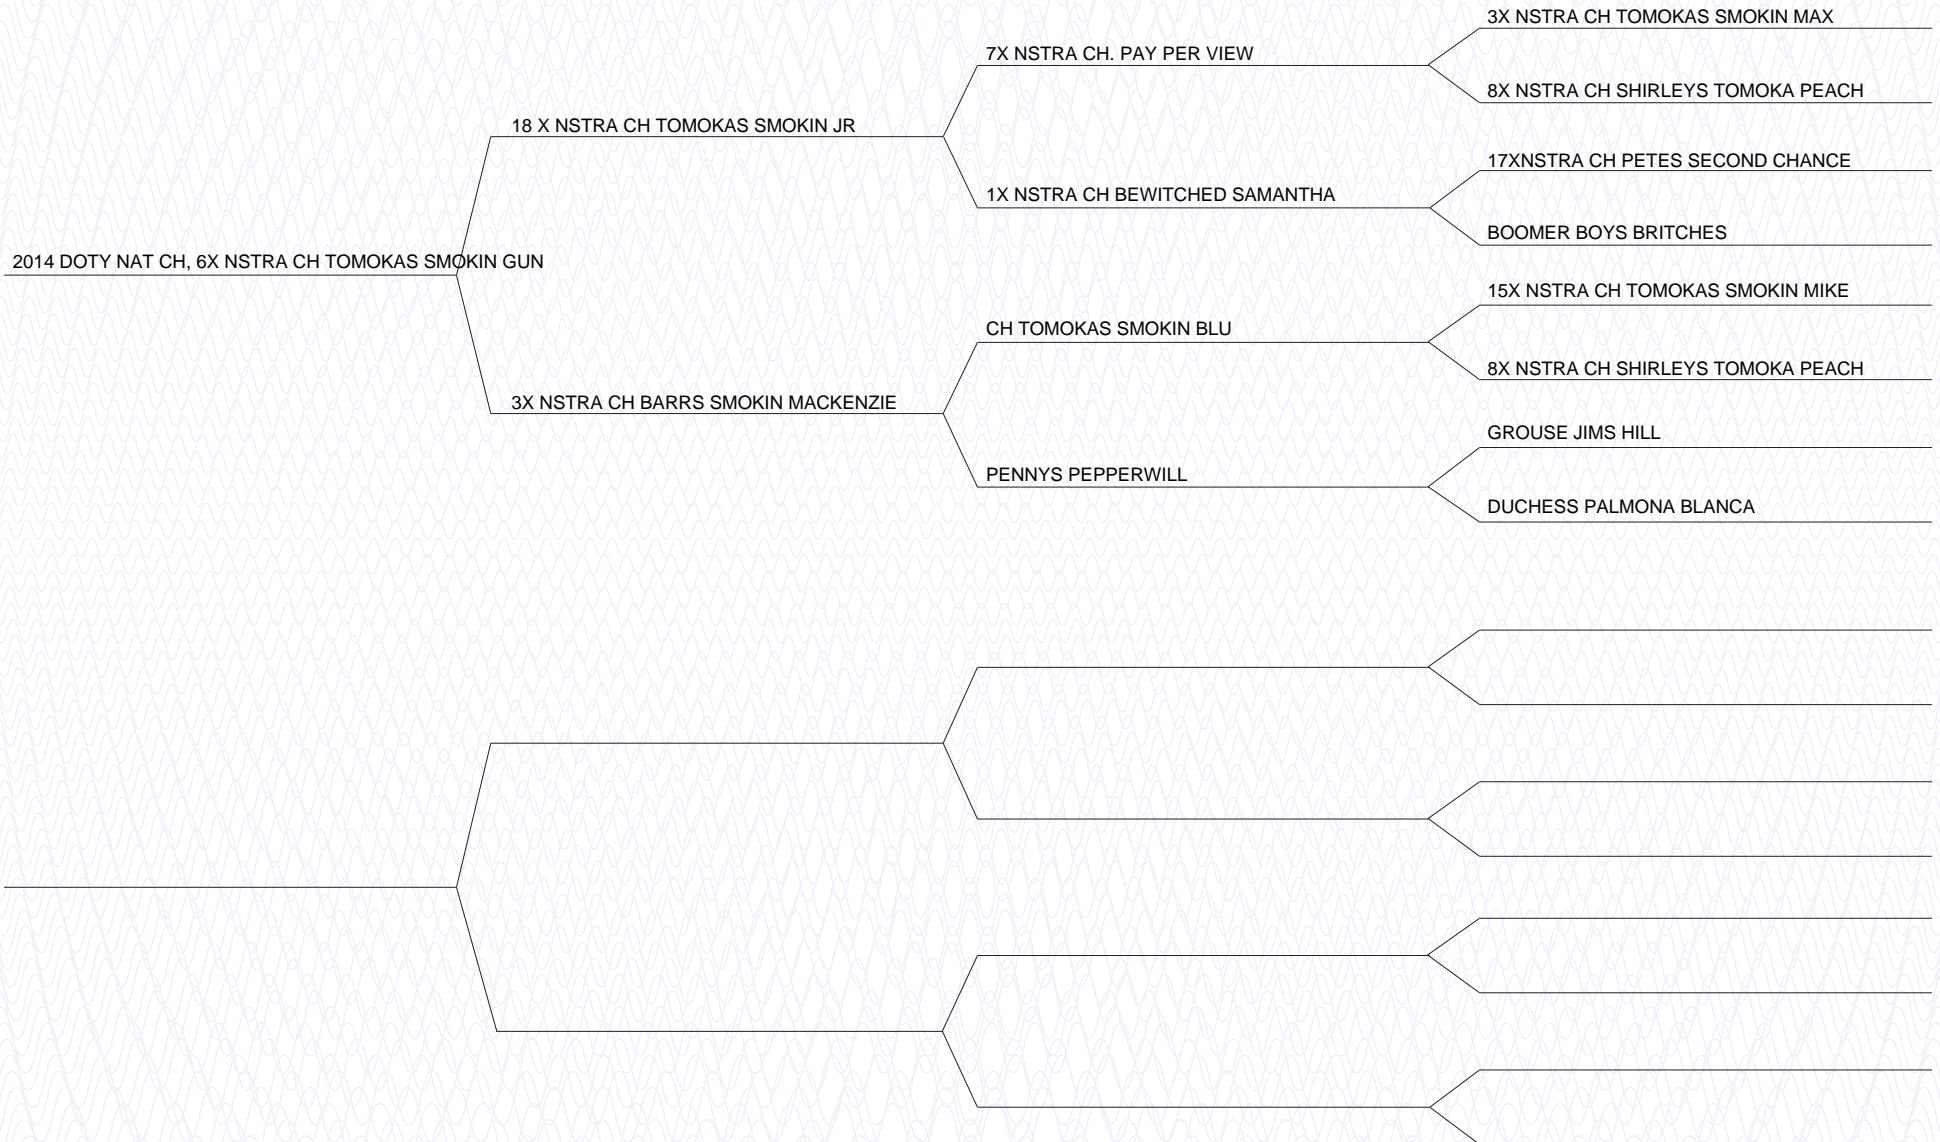 3X NSTRA CH TOMOKAS SMOKIN MAX
7X NSTRA CH. PAY PER VIEW
8X NSTRA CH SHIRLEYS TOMOKA PEACH
18 X NSTRA CH TOMOKAS SMOKIN JR
17XNSTRA CH PETES SECOND CHANCE
1X NSTRA CH BEWITCHED SAMANTHA
BOOMER BOYS BRITCHES
2014 DOTY NAT CH, 6X NSTRA CH TOMOKAS SMOKIN GUN
15X NSTRA CH TOMOKAS SMOKIN MIKE
CH TOMOKAS SMOKIN BLU
8X NSTRA CH SHIRLEYS TOMOKA PEACH
3X NSTRA CH BARRS SMOKIN MACKENZIE
GROUSE JIMS HILL
PENNYS PEPPERWILL
DUCHESS PALMONA BLANCA